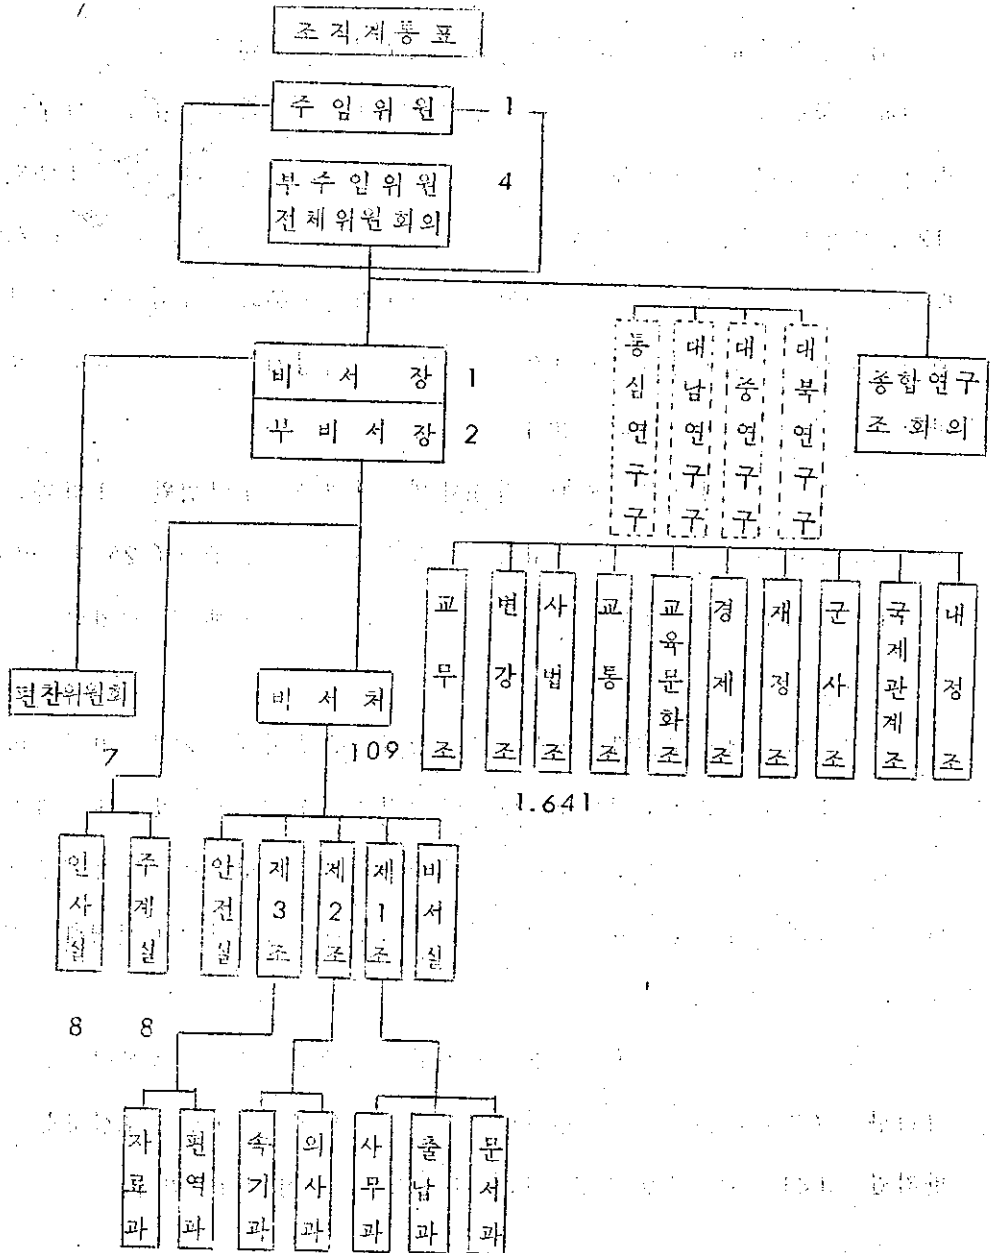 조직계통표
주임위원 1
부주임위원 4
전체위원회의
비서장 1
부비서장 2
통심연구구
대남연구구
대중연구구
대북연구구
종합연구
조회의
교무조
변강조
사법조
교통조
교육문화조
경제조
재정조
군사조
국제관계조
내정조
1.641
편찬위원회
7
비서처
109
인사실
8
주계실
8
안전실
제3조
제2조
제1조
비서실
자료과
편역과
속기과
의사과
사무과
출납과
문서과